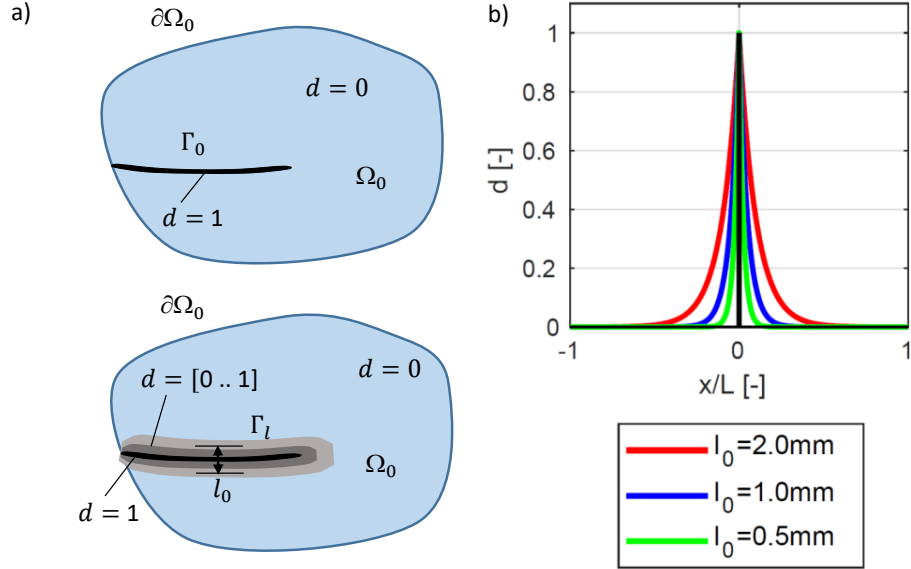 a)
∂Ω₀
d = 0
Γ₀
Ω₀
d = 1
∂Ω₀
d = [0 .. 1]
d = 0
Γₗ
Ω₀
l₀
d = 1
b)
1
0.8
0.6
0.4
0.2
0
d [-]
-1 0 1
x/L [-]
l₀=2.0mm
l₀=1.0mm
l₀=0.5mm